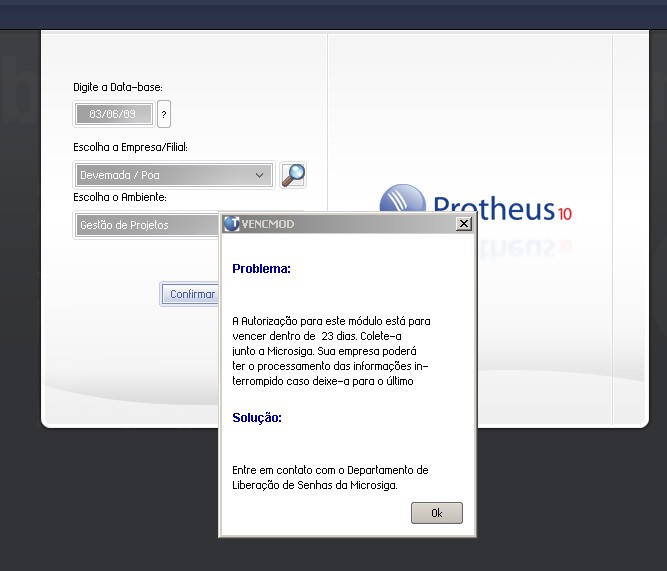 Digite a Data-base:
03/06/09
?
Escolha a Empresa/Filial:
Devemada / Poa
Escolha o Ambiente:
Gestão de Projetos
Confirmar
Protheus 10
VENCMOD
Problema:
A Autorização para este módulo está para
vencer dentro de 23 dias. Colete-a
junto a Microsiga. Sua empresa poderá
ter o processamento das informações in-
terrompido caso deixe-a para o último
Solução:
Entre em contato com o Departamento de
Liberação de Senhas da Microsiga.
Ok